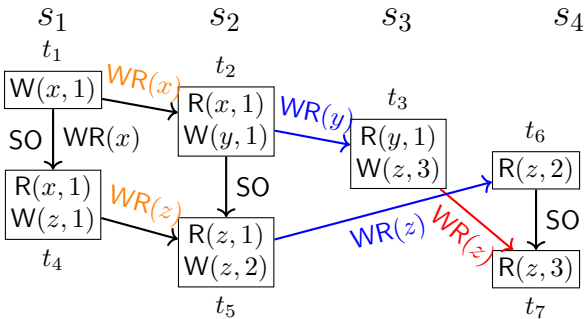 s1 s2 s3 s4
t1
W(x, 1)
WR(x)
t2
R(x, 1)
W(y, 1)
WR(y)
t3
R(y, 1)
W(z, 3)
t6
R(z, 2)
SO WR(x)
R(x, 1)
W(z, 1)
t4
WR(z)
SO
R(z, 1)
W(z, 2)
t5
WR(z)
WR(z)
SO
R(z, 3)
t7